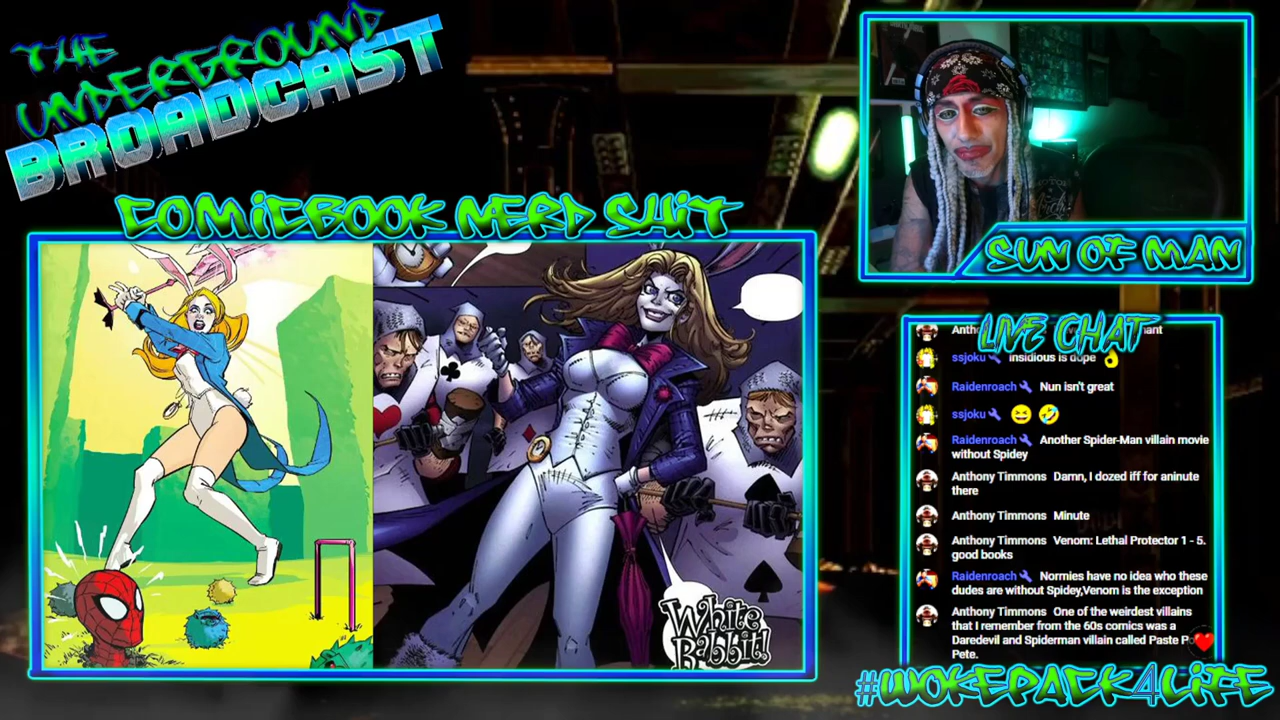 THE
UNDERGROUND
BROADCAST
COMICBOOK NERD SHIT
White
Rabbit!
SUN OF MAN
LIVE CHAT
ssjoku insidious is dope 👌
Raidenroach Nun isn't great
ssjoku 😆 🤣
Raidenroach Another Spider-Man villain movie
without Spidey
Anthony Timmons Damn, I dozed iff for aninute
there
Anthony Timmons Minute
Anthony Timmons Venom: Lethal Protector 1 - 5.
good books
Raidenroach Normies have no idea who these
dudes are without Spidey,Venom is the exception
Anthony Timmons One of the weirdest villains
that I remember from the 60s comics was a
Daredevil and Spiderman villain called Paste
Pete.
#WOKEPACK4LIFE